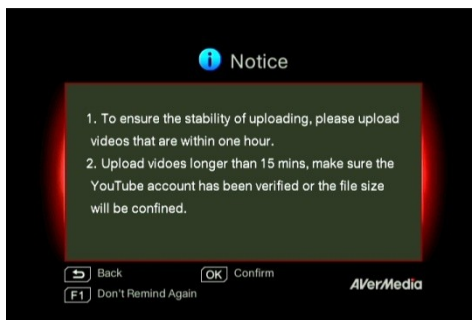 Notice
1. To ensure the stability of uploading, please upload
videos that are within one hour.
2. Upload vidoes longer than 15 mins, make sure the
YouTube account has been verified or the file size
will be confined.
Back OK Confirm
F1 Don't Remind Again
AVerMedia